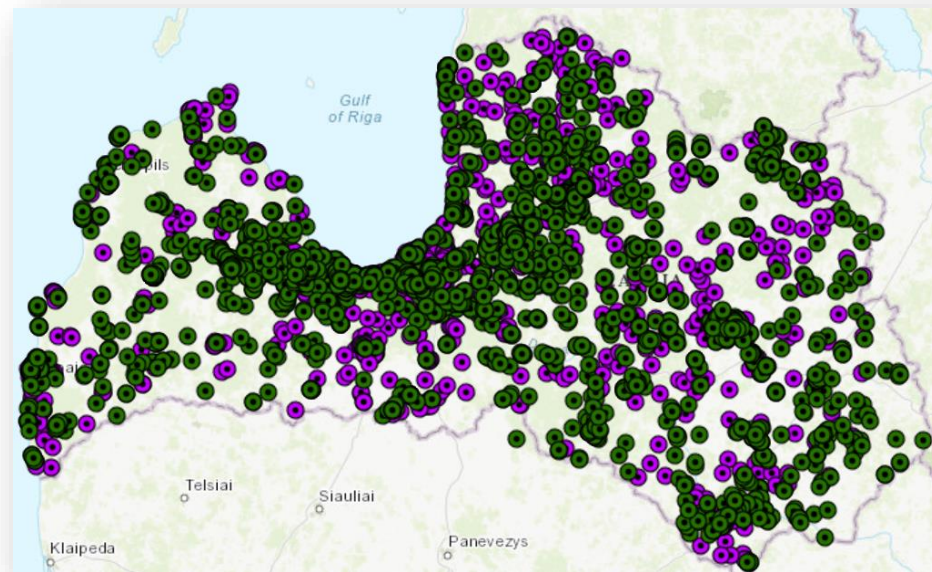 Gulf
of Riga
Telsiai
Siauliai
Panevezys
Klaipeda